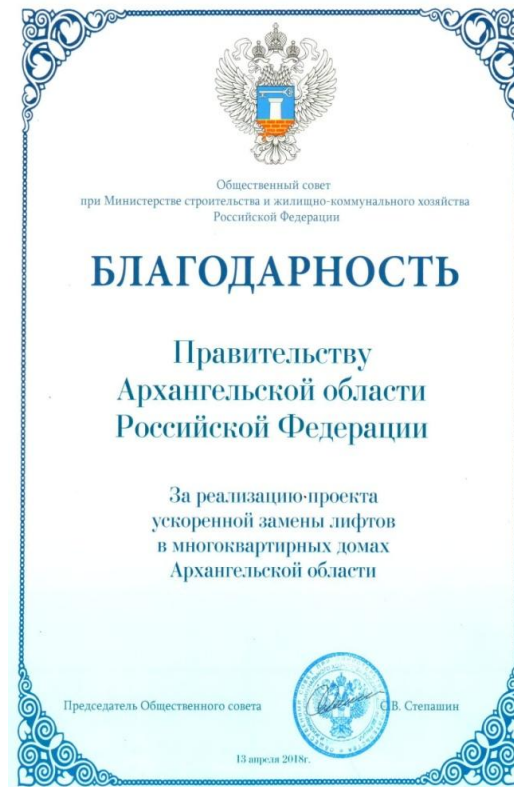 Общественный совет
при Министерстве строительства и жилищно-коммунального хозяйства
Российской Федерации
БЛАГОДАРНОСТЬ
Правительству
Архангельской области
Российской Федерации
За реализацию·проекта
ускоренной замены лифтов
в многоквартирных домах
Архангельской области
Председатель Общественного совета
С.В. Степашин
13 апреля 2018г.